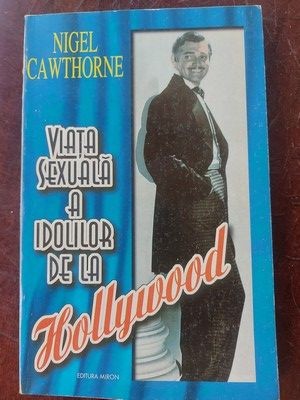 NIGEL
CAWTHORNE
VIAȚA
SEXUALĂ
A
IDOLILOR
DE LA
Hollywood
EDITURA MIRON